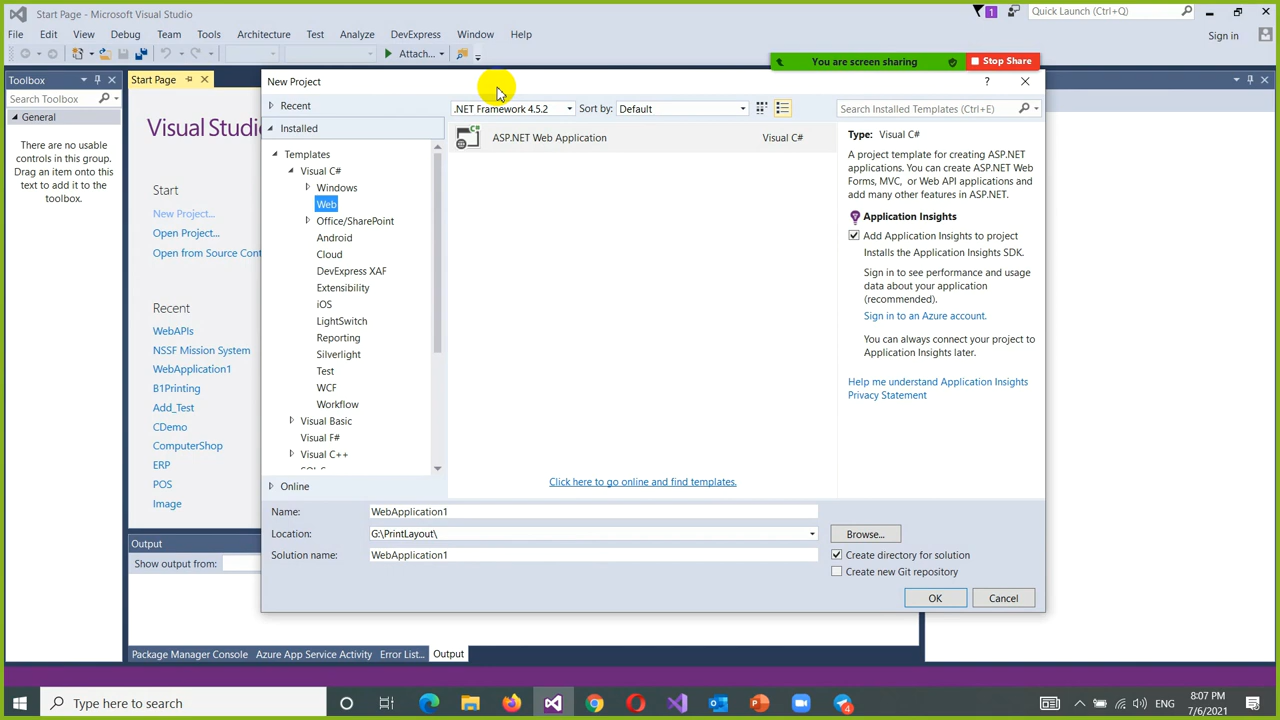 Start Page - Microsoft Visual Studio
1
Quick Launch (Ctrl+Q)
File Edit View Debug Team Tools Architecture Test Analyze DevExpress Window Help
Sign in
Attach...
You are screen sharing
Stop Share
Toolbox
Start Page
Search Toolbox
General
There are no usable
controls in this group.
Drag an item onto this
text to add it to the
toolbox.
Visual Studi
Start
New Project...
Open Project...
Open from Source Cont
Recent
WebAPIs
NSSF Mission System
WebApplication1
B1Printing
Add_Test
CDemo
ComputerShop
ERP
POS
Image
New Project
?
Recent
Installed
Templates
Visual C#
Windows
Web
Office/SharePoint
Android
Cloud
DevExpress XAF
Extensibility
iOS
LightSwitch
Reporting
Silverlight
Test
WCF
Workflow
Visual Basic
Visual F#
Visual C++
Online
.NET Framework 4.5.2
Sort by:
Default
Search Installed Templates (Ctrl+E)
ASP.NET Web Application
Visual C#
Type: Visual C#
A project template for creating ASP.NET
applications. You can create ASP.NET Web
Forms, MVC, or Web API applications and
add many other features in ASP.NET.
Application Insights
Add Application Insights to project
Installs the Application Insights SDK.
Sign in to see performance and usage
data about your application
(recommended).
Sign in to an Azure account.
You can always connect your project to
Application Insights later.
Help me understand Application Insights
Privacy Statement
Click here to go online and find templates.
Name:
WebApplication1
Location:
G:\PrintLayout\
Browse...
Solution name:
WebApplication1
Create directory for solution
Create new Git repository
OK
Cancel
Output
Show output from:
Package Manager Console Azure App Service Activity Error List... Output
Type here to search
4
ENG
8:07 PM
7/6/2021